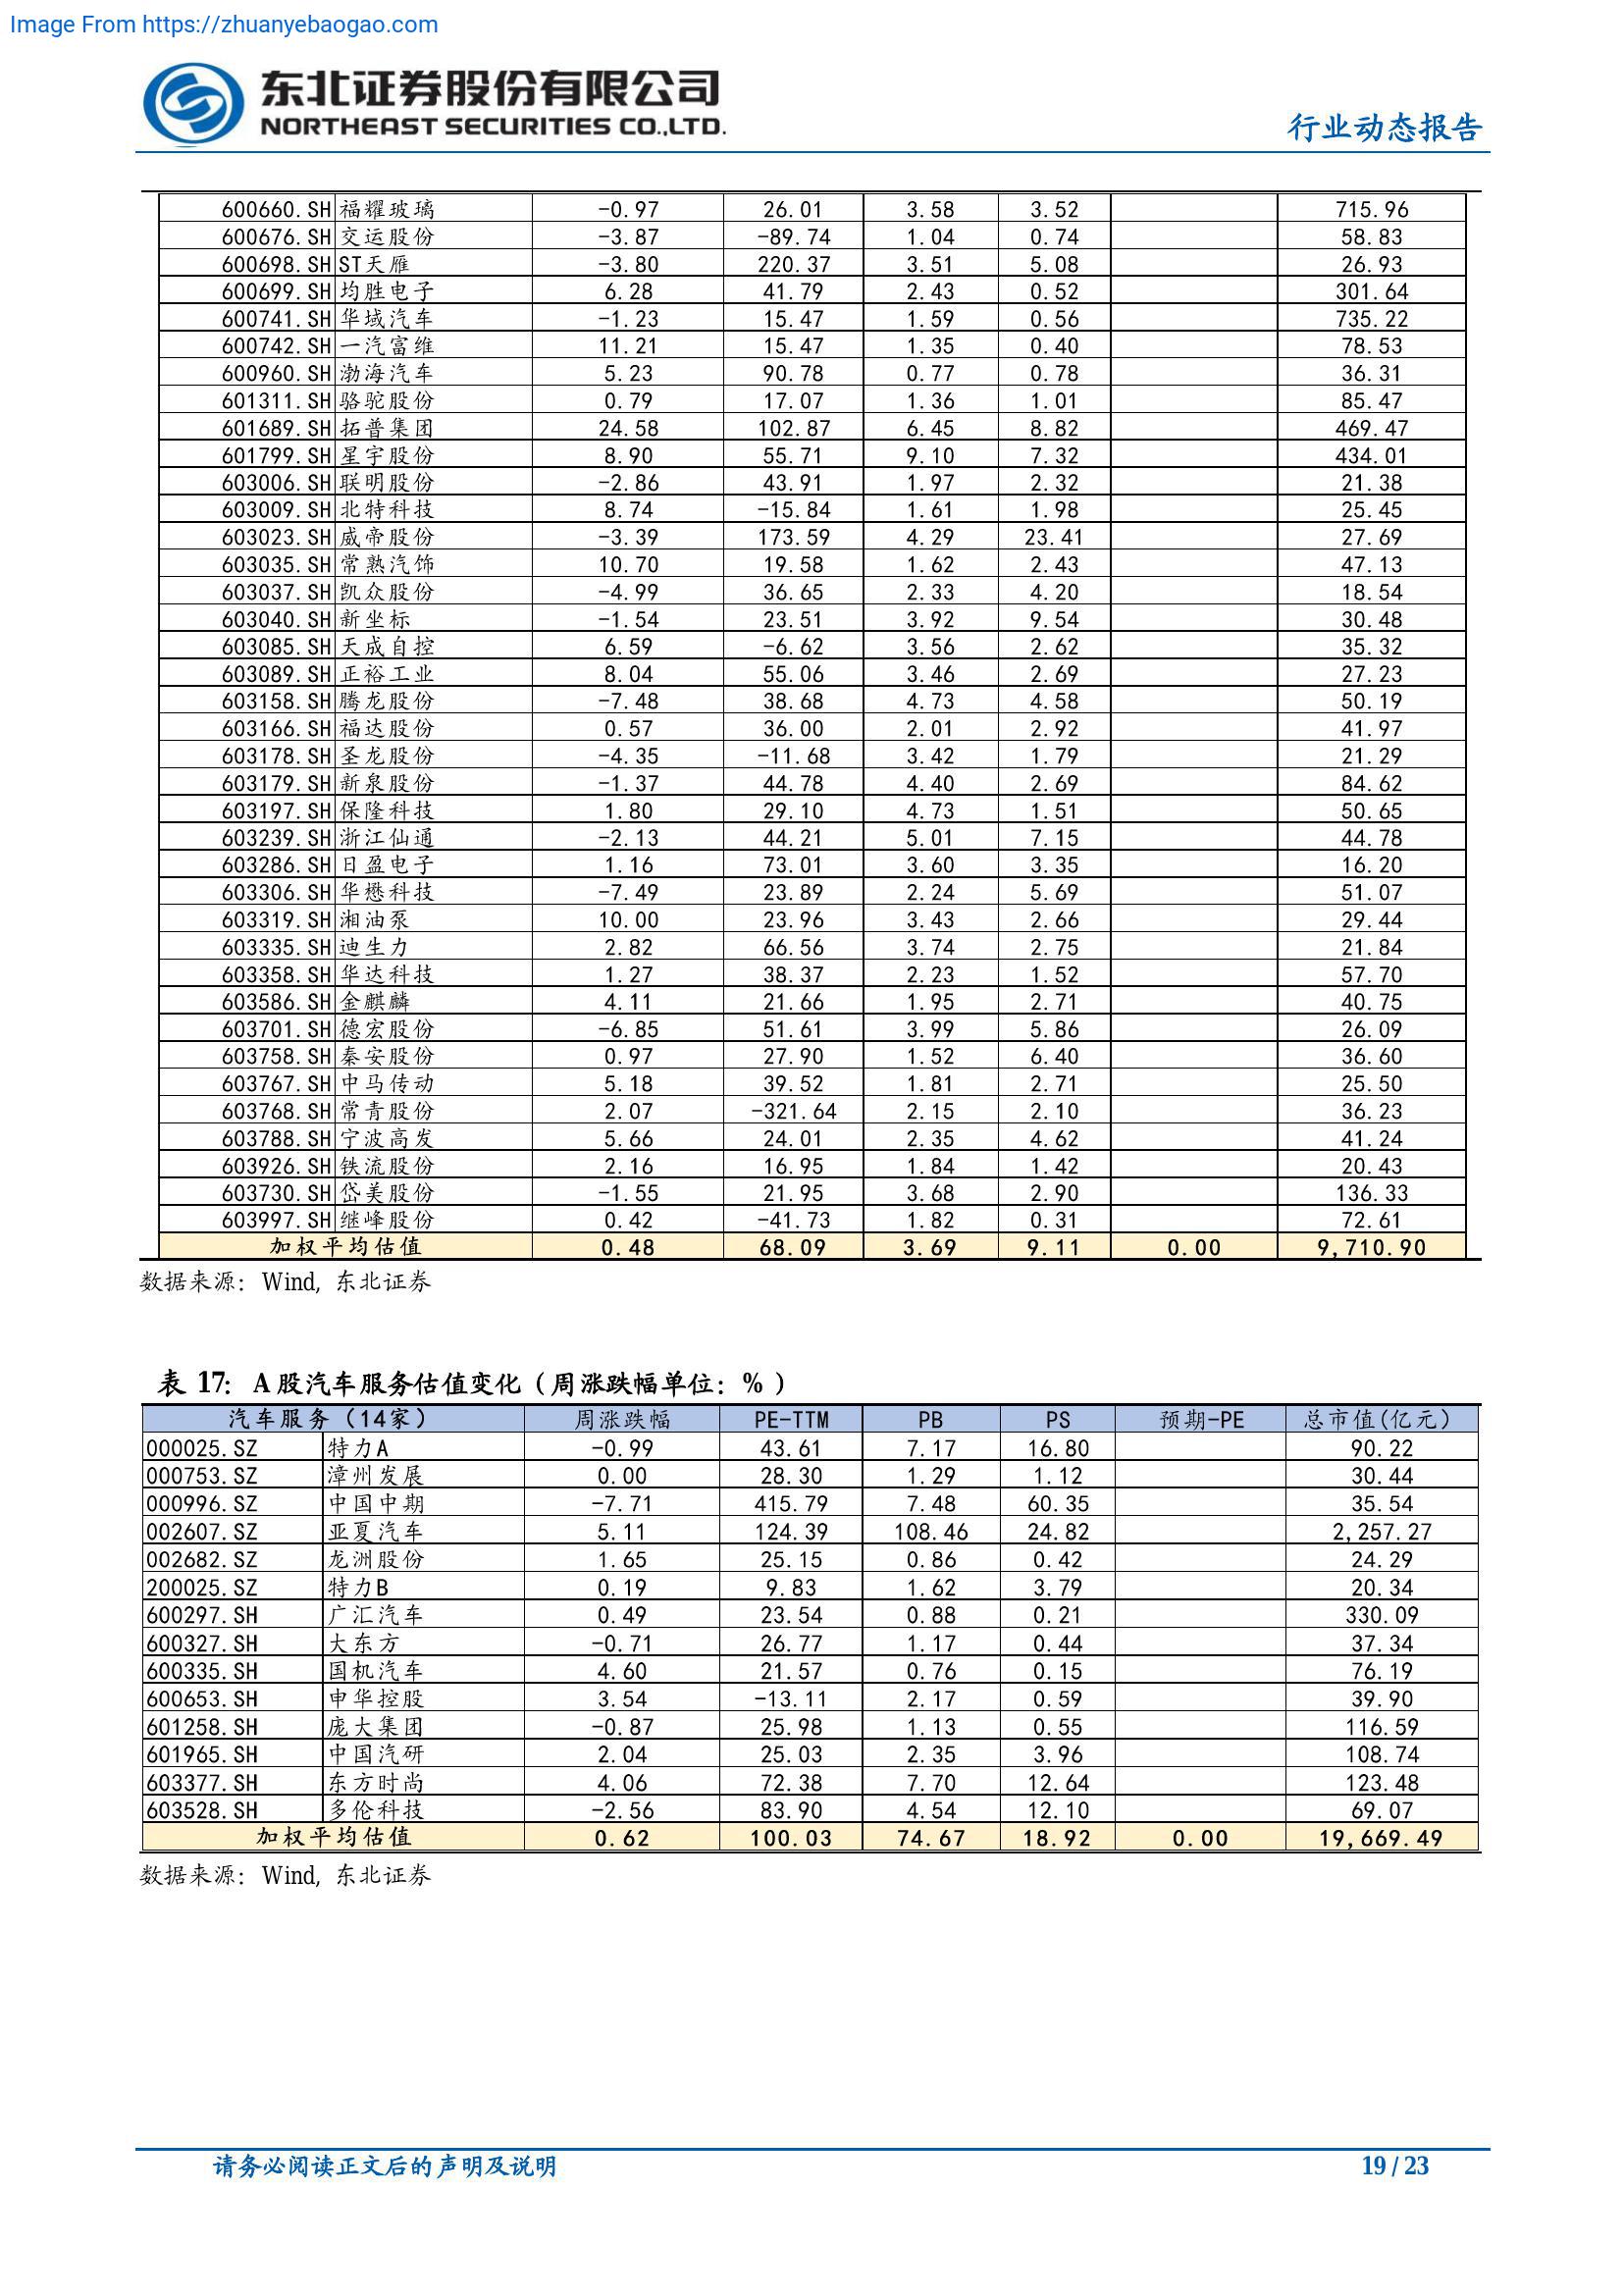 Image From https://zhuanyebaogao.com
东北证券股份有限公司
NORTHEAST SECURITIES CO.,LTD.
行业动态报告
600660.SH 福耀玻璃 -0.97 26.01 3.58 3.52 715.96
600676.SH 交运股份 -3.87 -89.74 1.04 0.74 58.83
600698.SH ST天雁 -3.80 220.37 3.51 5.08 26.93
600699.SH 均胜电子 6.28 41.79 2.43 0.52 301.64
600741.SH 华域汽车 -1.23 15.47 1.59 0.56 735.22
600742.SH 一汽富维 11.21 15.47 1.35 0.40 78.53
600960.SH 渤海汽车 5.23 90.78 0.77 0.78 36.31
601311.SH 骆驼股份 0.79 17.07 1.36 1.01 85.47
601689.SH 拓普集团 24.58 102.87 6.45 8.82 469.47
601799.SH 星宇股份 8.90 55.71 9.10 7.32 434.01
603006.SH 联明股份 -2.86 43.91 1.97 2.32 21.38
603009.SH 北特科技 8.74 -15.84 1.61 1.98 25.45
603023.SH 威帝股份 -3.39 173.59 4.29 23.41 27.69
603035.SH 常熟汽饰 10.70 19.58 1.62 2.43 47.13
603037.SH 凯众股份 -4.99 36.65 2.33 4.20 18.54
603040.SH 新坐标 -1.54 23.51 3.92 9.54 30.48
603085.SH 天成自控 6.59 -6.62 3.56 2.62 35.32
603089.SH 正裕工业 8.04 55.06 3.46 2.69 27.23
603158.SH 腾龙股份 -7.48 38.68 4.73 4.58 50.19
603166.SH 福达股份 0.57 36.00 2.01 2.92 41.97
603178.SH 圣龙股份 -4.35 -11.68 3.42 1.79 21.29
603179.SH 新泉股份 -1.37 44.78 4.40 2.69 84.62
603197.SH 保隆科技 1.80 29.10 4.73 1.51 50.65
603239.SH 浙江仙通 -2.13 44.21 5.01 7.15 44.78
603286.SH 日盈电子 1.16 73.01 3.60 3.35 16.20
603306.SH 华懋科技 -7.49 23.89 2.24 5.69 51.07
603319.SH 湘油泵 10.00 23.96 3.43 2.66 29.44
603335.SH 迪生力 2.82 66.56 3.74 2.75 21.84
603358.SH 华达科技 1.27 38.37 2.23 1.52 57.70
603586.SH 金麒麟 4.11 21.66 1.95 2.71 40.75
603701.SH 德宏股份 -6.85 51.61 3.99 5.86 26.09
603758.SH 秦安股份 0.97 27.90 1.52 6.40 36.60
603767.SH 中马传动 5.18 39.52 1.81 2.71 25.50
603768.SH 常青股份 2.07 -321.64 2.15 2.10 36.23
603788.SH 宁波高发 5.66 24.01 2.35 4.62 41.24
603926.SH 铁流股份 2.16 16.95 1.84 1.42 20.43
603730.SH 岱美股份 -1.55 21.95 3.68 2.90 136.33
603997.SH 继峰股份 0.42 -41.73 1.82 0.31 72.61
加权平均估值 0.48 68.09 3.69 9.11 0.00 9,710.90
数据来源：Wind，东北证券
表 17：A 股汽车服务估值变化（周涨跌幅单位：%）
汽车服务（14家） 周涨跌幅 PE-TTM PB PS 预期-PE 总市值(亿元)
000025.SZ 特力A -0.99 43.61 7.17 16.80 90.22
000753.SZ 漳州发展 0.00 28.30 1.29 1.12 30.44
000996.SZ 中国中期 -7.71 415.79 7.48 60.35 35.54
002607.SZ 亚夏汽车 5.11 124.39 108.46 24.82 2,257.27
002682.SZ 龙洲股份 1.65 25.15 0.86 0.42 24.29
200025.SZ 特力B 0.19 9.83 1.62 3.79 20.34
600297.SH 广汇汽车 0.49 23.54 0.88 0.21 330.09
600327.SH 大东方 -0.71 26.77 1.17 0.44 37.34
600335.SH 国机汽车 4.60 21.57 0.76 0.15 76.19
600653.SH 申华控股 3.54 -13.11 2.17 0.59 39.90
601258.SH 庞大集团 -0.87 25.98 1.13 0.55 116.59
601965.SH 中国汽研 2.04 25.03 2.35 3.96 108.74
603377.SH 东方时尚 4.06 72.38 7.70 12.64 123.48
603528.SH 多伦科技 -2.56 83.90 4.54 12.10 69.07
加权平均估值 0.62 100.03 74.67 18.92 0.00 19,669.49
数据来源：Wind，东北证券
请务必阅读正文后的声明及说明 19 / 23